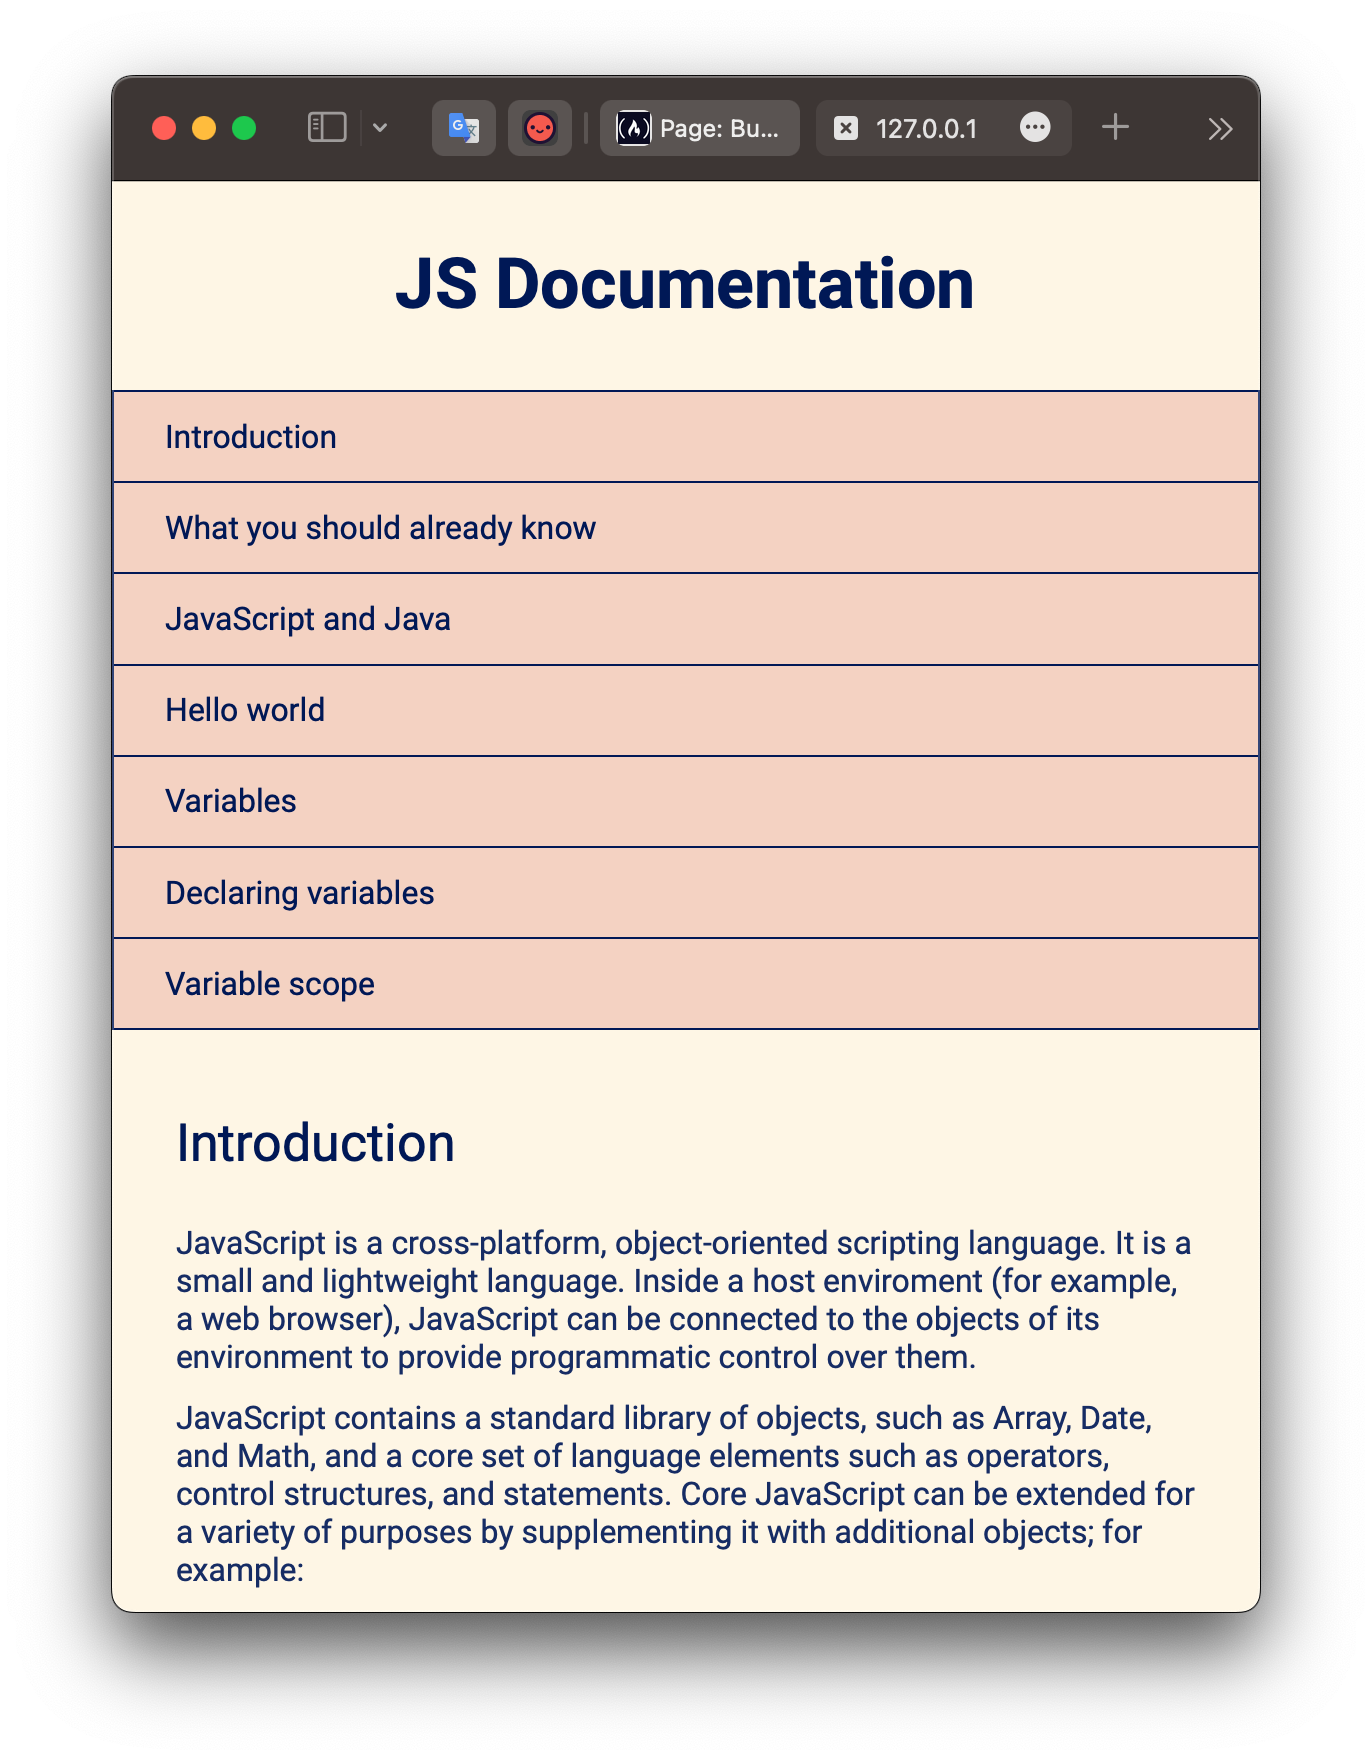 Page: Bu...
127.0.0.1
JS Documentation
Introduction
What you should already know
JavaScript and Java
Hello world
Variables
Declaring variables
Variable scope
Introduction
JavaScript is a cross-platform, object-oriented scripting language. It is a
small and lightweight language. Inside a host enviroment (for example,
a web browser), JavaScript can be connected to the objects of its
environment to provide programmatic control over them.
JavaScript contains a standard library of objects, such as Array, Date,
and Math, and a core set of language elements such as operators,
control structures, and statements. Core JavaScript can be extended for
a variety of purposes by supplementing it with additional objects; for
example: